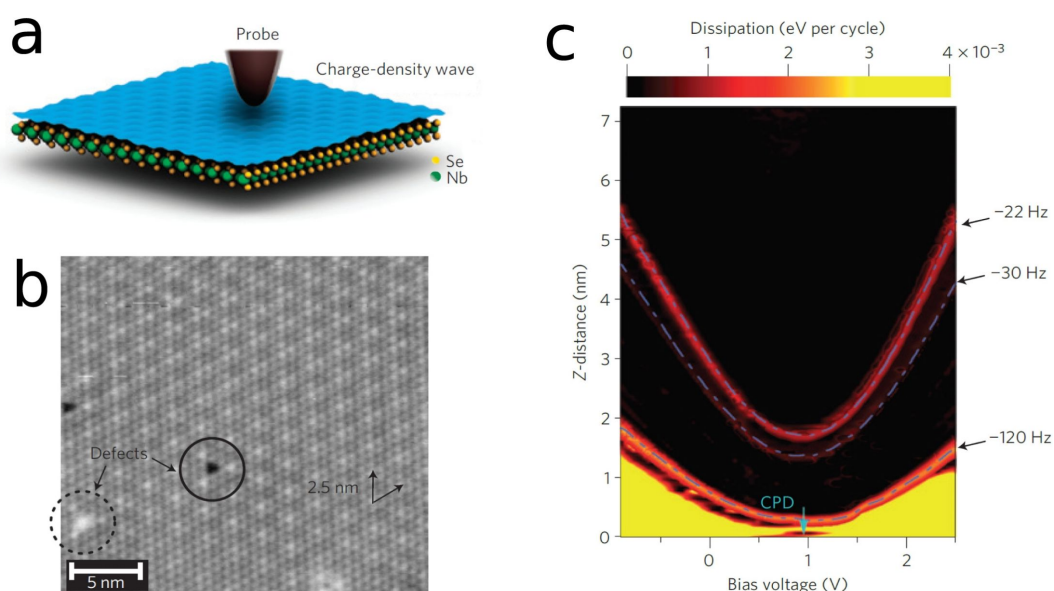 a
Probe
Charge-density wave
Se
Nb
b
Defects
2.5 nm
5 nm
c
Dissipation (eV per cycle)
0 1 2 3 4 × 10⁻³
Z-distance (nm)
7
6
5
4
3
2
1
0
−22 Hz
−30 Hz
−120 Hz
CPD
0 1 2
Bias voltage (V)